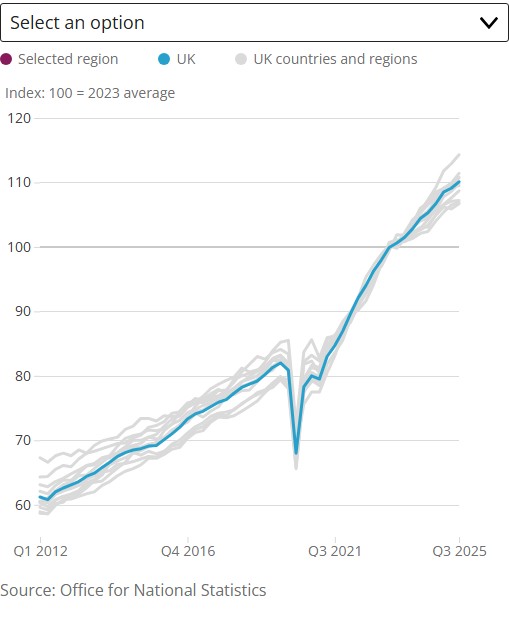 Select an option
Selected region UK UK countries and regions
Index: 100 = 2023 average
120
110
100
90
80
70
60
Q1 2012 Q4 2016 Q3 2021 Q3 2025
Source: Office for National Statistics